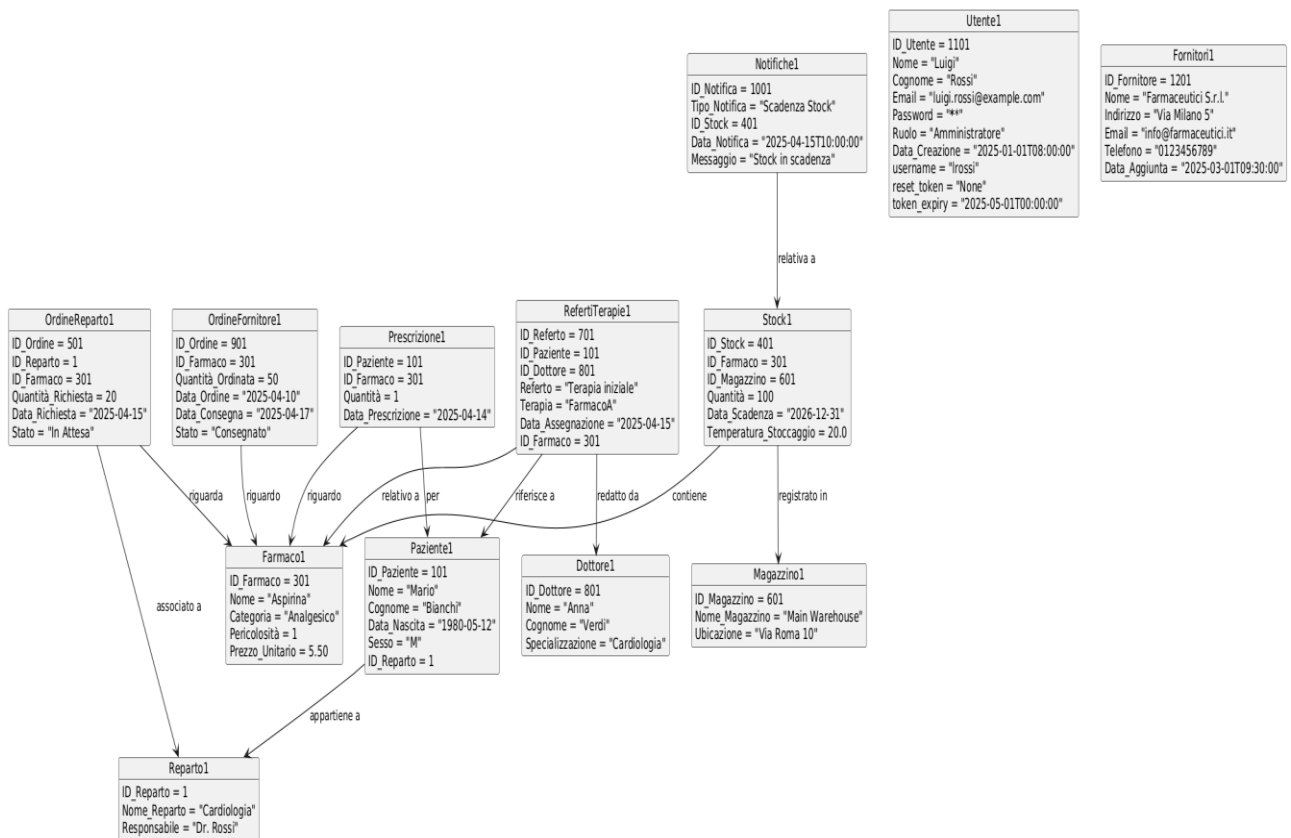 Utente1
ID_Utente = 1101
Nome = "Luigi"
Cognome = "Rossi"
Email = "luigi.rossi@example.com"
Password = "**"
Ruolo = "Amministratore"
Data_Creazione = "2025-01-01T08:00:00"
username = "lrossi"
reset_token = "None"
token_expiry = "2025-05-01T00:00:00"
Fornitori1
ID_Fornitore = 1201
Nome = "Farmaceutici S.r.l."
Indirizzo = "Via Milano 5"
Email = "info@farmaceutici.it"
Telefono = "0123456789"
Data_Aggiunta = "2025-03-01T09:30:00"
Notifiche1
ID_Notifica = 1001
Tipo_Notifica = "Scadenza Stock"
ID_Stock = 401
Data_Notifica = "2025-04-15T10:00:00"
Messaggio = "Stock in scadenza"
relativa a
OrdineReparto1
ID_Ordine = 501
ID_Reparto = 1
ID_Farmaco = 301
Quantità_Richiesta = 20
Data_Richiesta = "2025-04-15"
Stato = "In Attesa"
OrdineFornitore1
ID_Ordine = 901
ID_Farmaco = 301
Quantità_Ordinata = 50
Data_Ordine = "2025-04-10"
Data_Consegna = "2025-04-17"
Stato = "Consegnato"
Prescrizione1
ID_Paziente = 101
ID_Farmaco = 301
Quantità = 1
Data_Prescrizione = "2025-04-14"
RefertiTerapie1
ID_Referto = 701
ID_Paziente = 101
ID_Dottore = 801
Referto = "Terapia iniziale"
Terapia = "FarmacoA"
Data_Assegnazione = "2025-04-15"
ID_Farmaco = 301
Stock1
ID_Stock = 401
ID_Farmaco = 301
ID_Magazzino = 601
Quantità = 100
Data_Scadenza = "2026-12-31"
Temperatura_Stoccaggio = 20.0
riguarda
riguardo
riguardo
relativo a
per
riferisce a
redatto da
contiene
registrato in
Farmaco1
ID_Farmaco = 301
Nome = "Aspirina"
Categoria = "Analgesico"
Pericolosità = 1
Prezzo_Unitario = 5.50
Paziente1
ID_Paziente = 101
Nome = "Mario"
Cognome = "Bianchi"
Data_Nascita = "1980-05-12"
Sesso = "M"
ID_Reparto = 1
Dottore1
ID_Dottore = 801
Nome = "Anna"
Cognome = "Verdi"
Specializzazione = "Cardiologia"
Magazzino1
ID_Magazzino = 601
Nome_Magazzino = "Main Warehouse"
Ubicazione = "Via Roma 10"
associato a
appartiene a
Reparto1
ID_Reparto = 1
Nome_Reparto = "Cardiologia"
Responsabile = "Dr. Rossi"